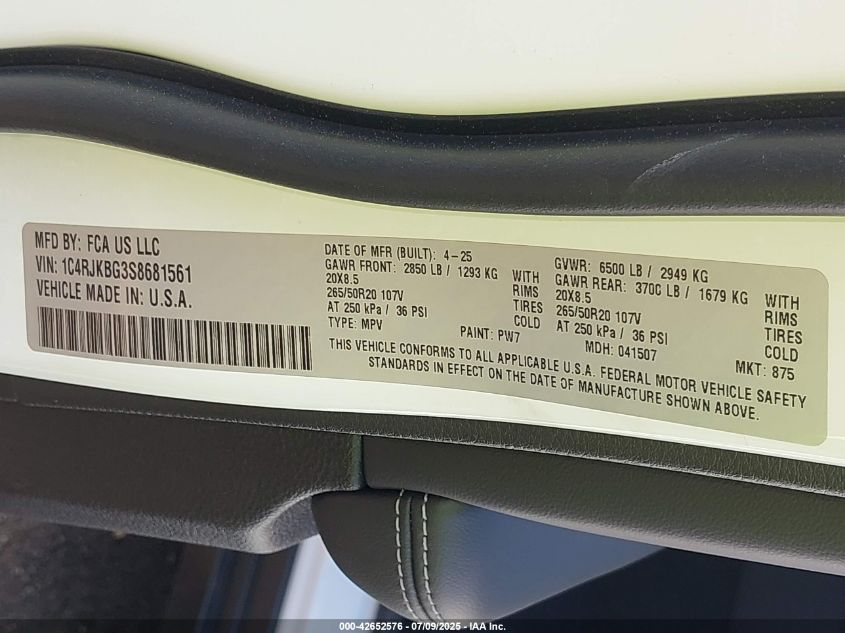 MFD BY: FCA US LLC
VIN: 1C4RJKBG3S8681561
VEHICLE MADE IN: U.S.A.
DATE OF MFR (BUILT): 4-25
GAWR FRONT: 2850 LB / 1293 KG WITH
20X8.5 RIMS
265/50R20 107V TIRES
AT 250 kPa / 36 PSI COLD
TYPE: MPV PAINT: PW7
GVWR: 6500 LB / 2949 KG
GAWR REAR: 3700 LB / 1679 KG WITH
20X8.5 RIMS
265/50R20 107V TIRES
AT 250 kPa / 36 PSI COLD
MDH: 041507 MKT: 875
THIS VEHICLE CONFORMS TO ALL APPLICABLE U.S.A. FEDERAL MOTOR VEHICLE SAFETY
STANDARDS IN EFFECT ON THE DATE OF MANUFACTURE SHOWN ABOVE.
000-42652576 - 07/09/2025 - IAA Inc.